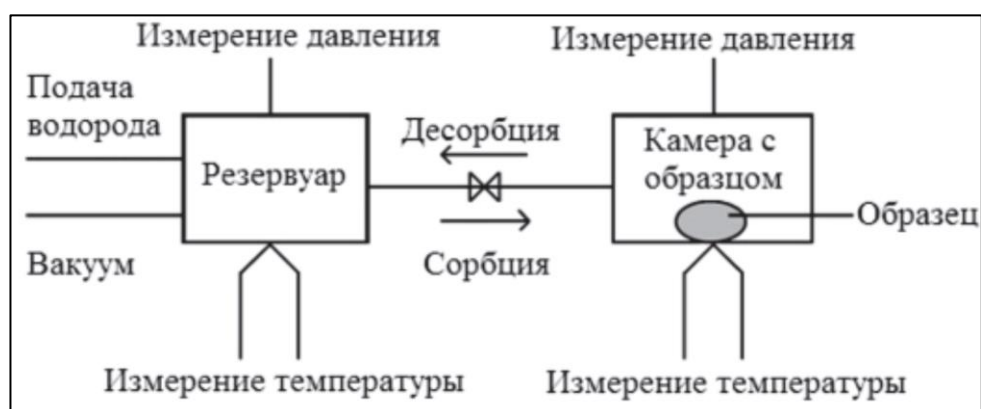 Измерение давления
Измерение давления
Подача
водорода
Резервуар
Вакуум
Десорбция
Сорбция
Камера с
образцом
Образец
Измерение температуры
Измерение температуры